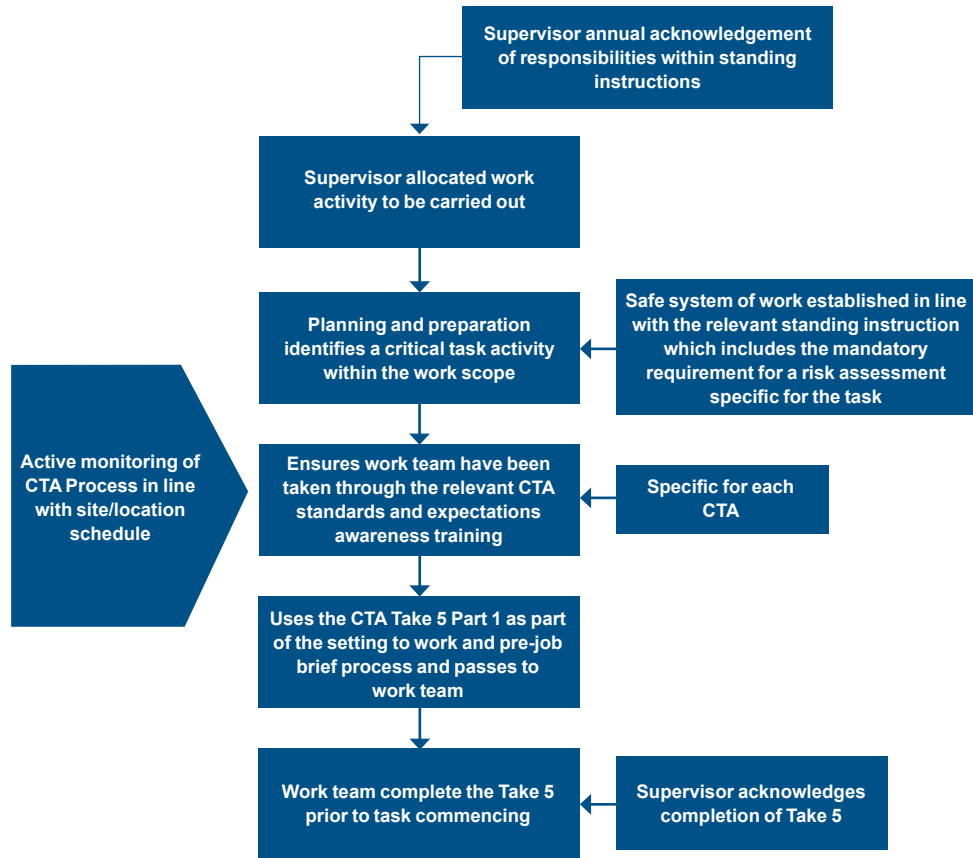 Supervisor annual acknowledgement
of responsibilities within standing
instructions
Supervisor allocated work
activity to be carried out
Planning and preparation
identifies a critical task activity
within the work scope
Safe system of work established in line
with the relevant standing instruction
which includes the mandatory
requirement for a risk assessment
specific for the task
Active monitoring of
CTA Process in line
with site/location
schedule
Ensures work team have been
taken through the relevant CTA
standards and expectations
awareness training
Specific for each
CTA
Uses the CTA Take 5 Part 1 as part
of the setting to work and pre-job
brief process and passes to
work team
Work team complete the Take 5
prior to task commencing
Supervisor acknowledges
completion of Take 5